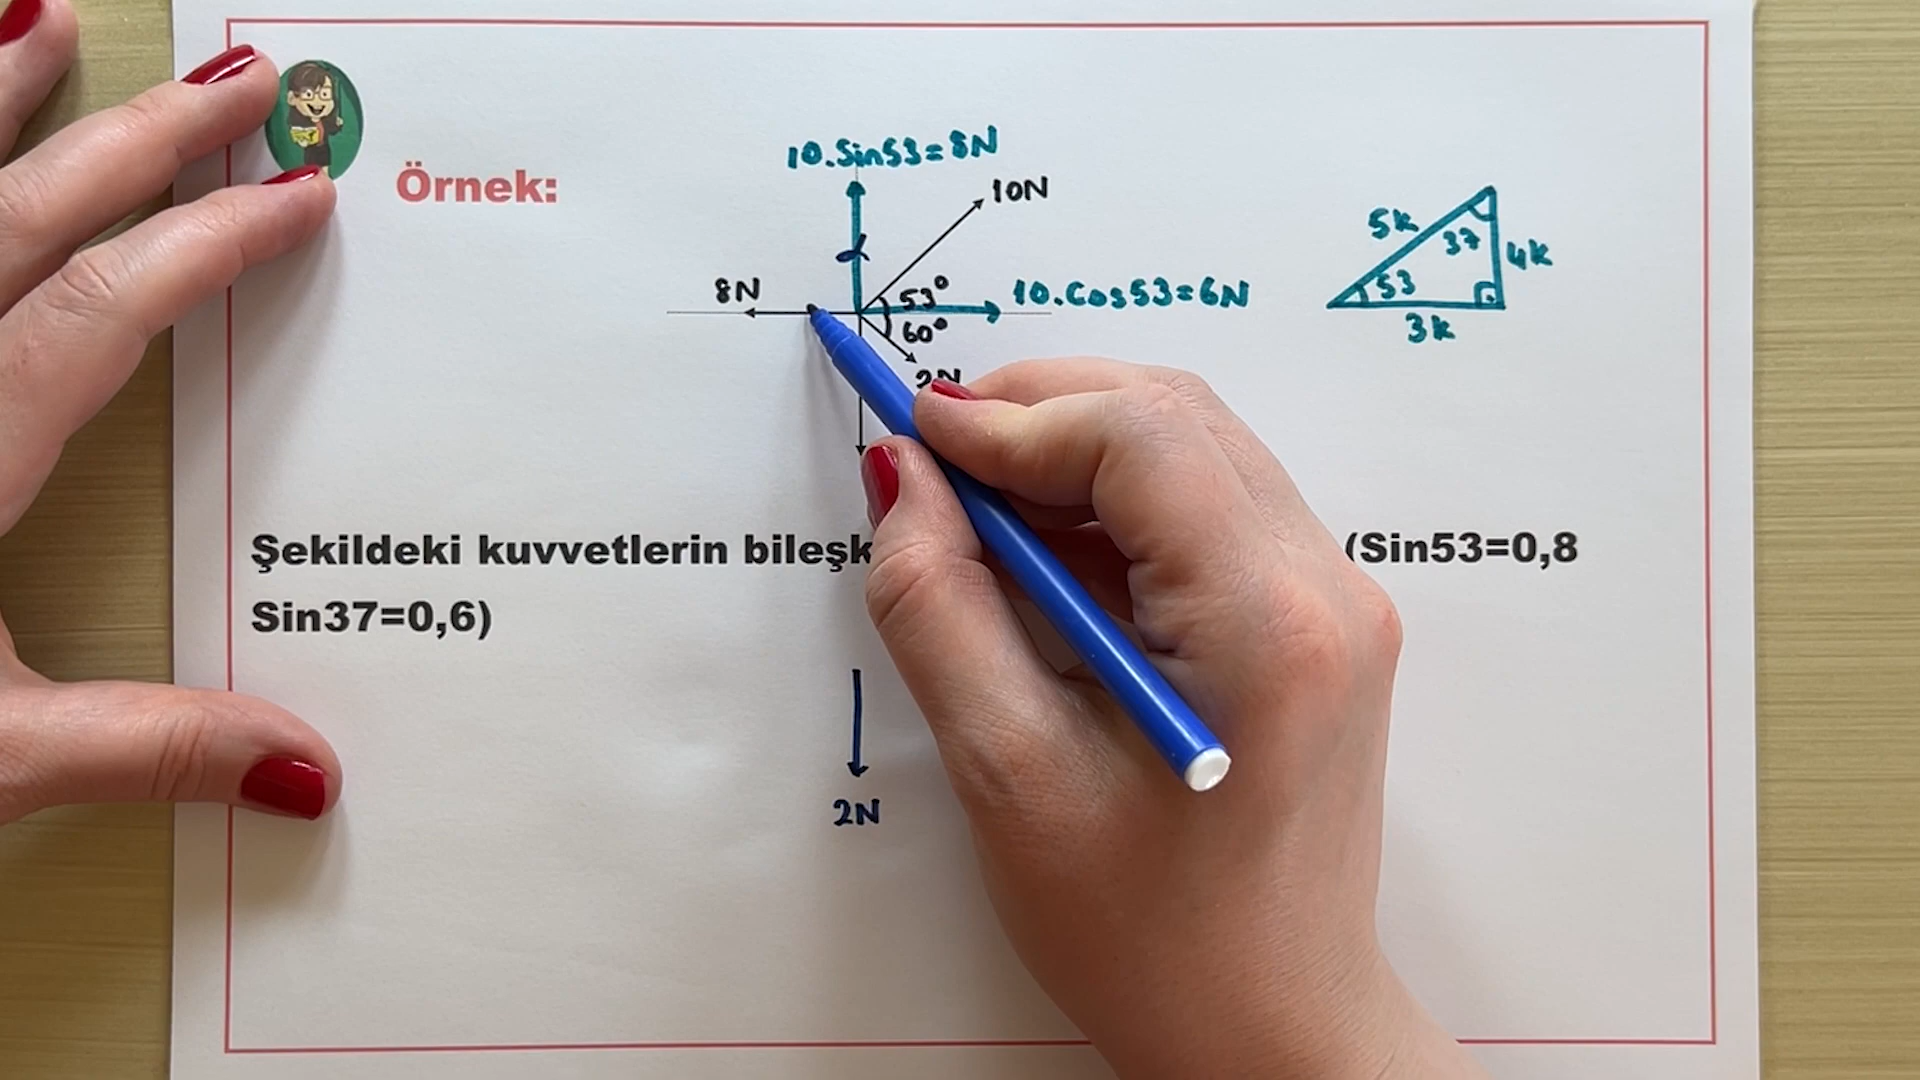 Örnek:
10.Sin53=8N
10N
8N
53°
10.Cos53=6N
60°
2N
5k
37
4k
53
3k
Şekildeki kuvvetlerin (Sin53=0,8
Sin37=0,6)
2N